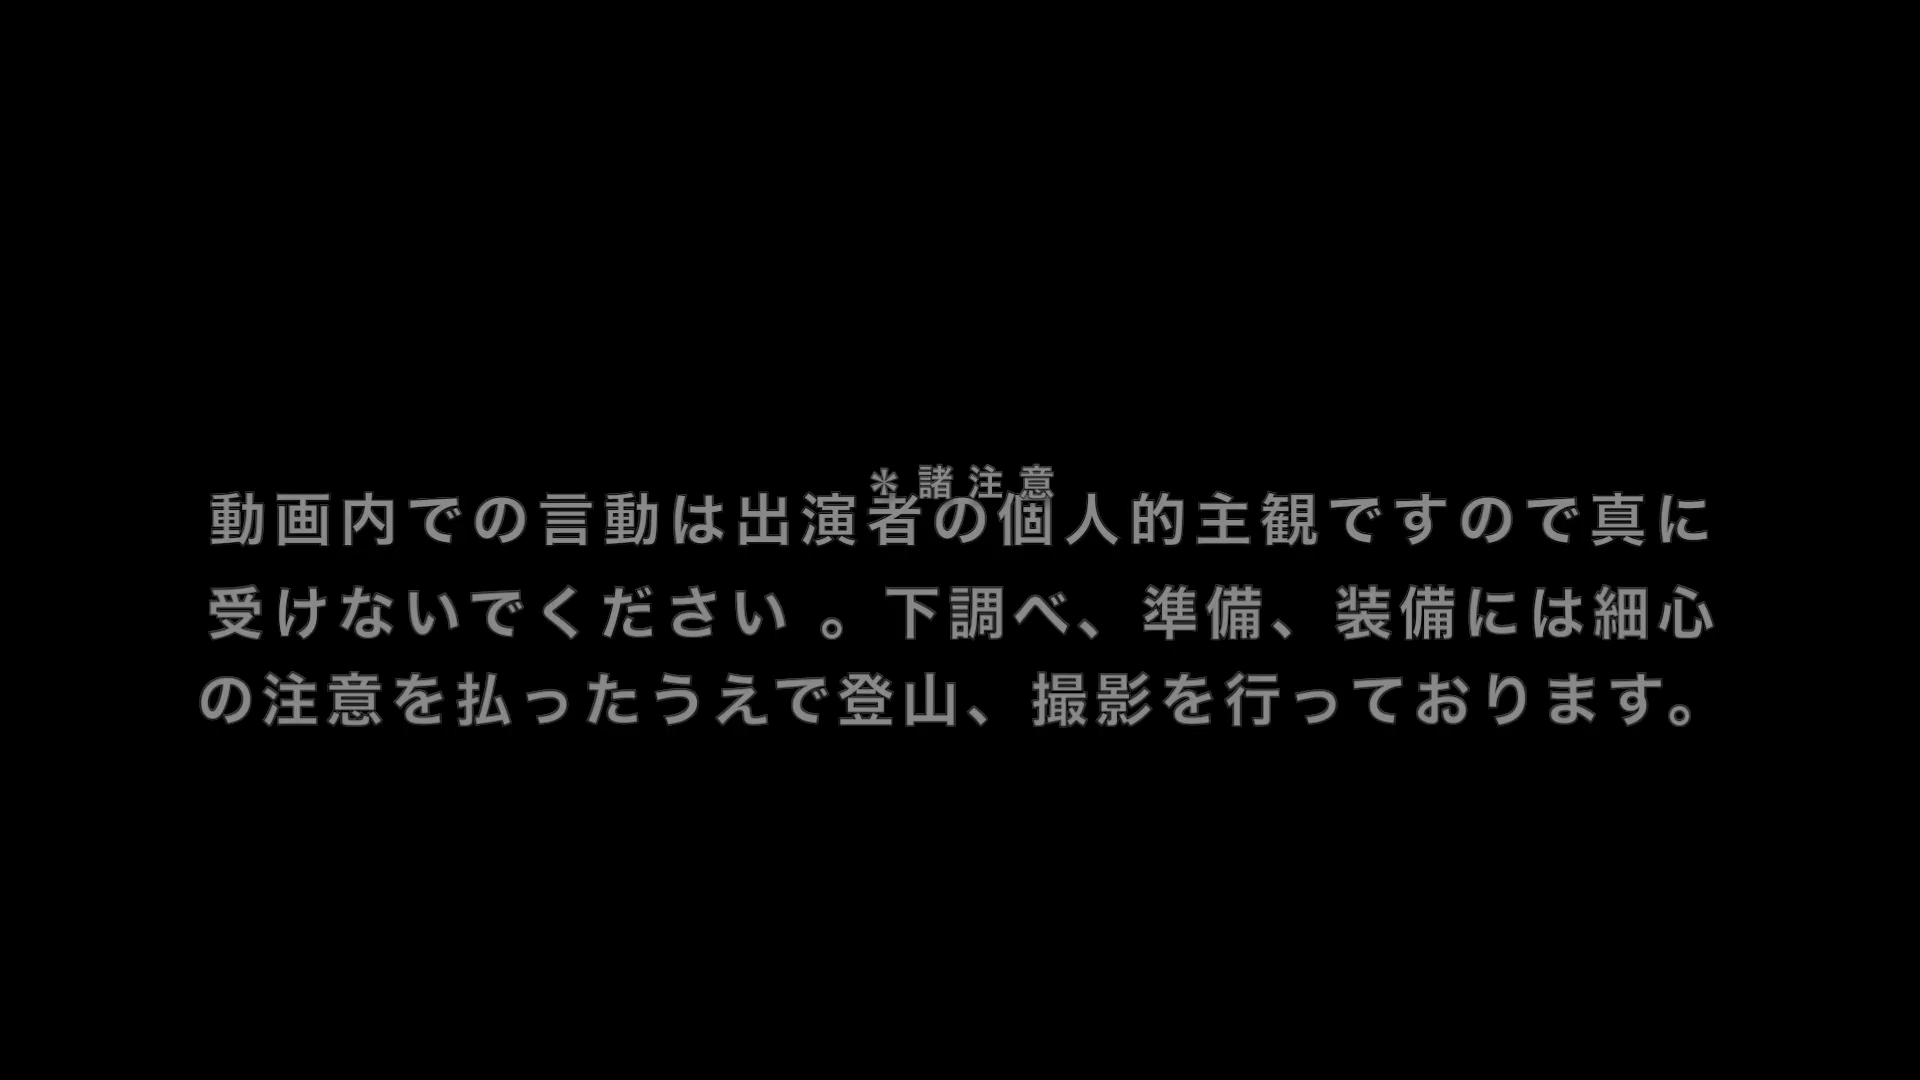 ＊諸注意
動画内での言動は出演者の個人的主観ですので真に
受けないでください 。下調べ、準備、装備には細心
の注意を払ったうえで登山、撮影を行っております。